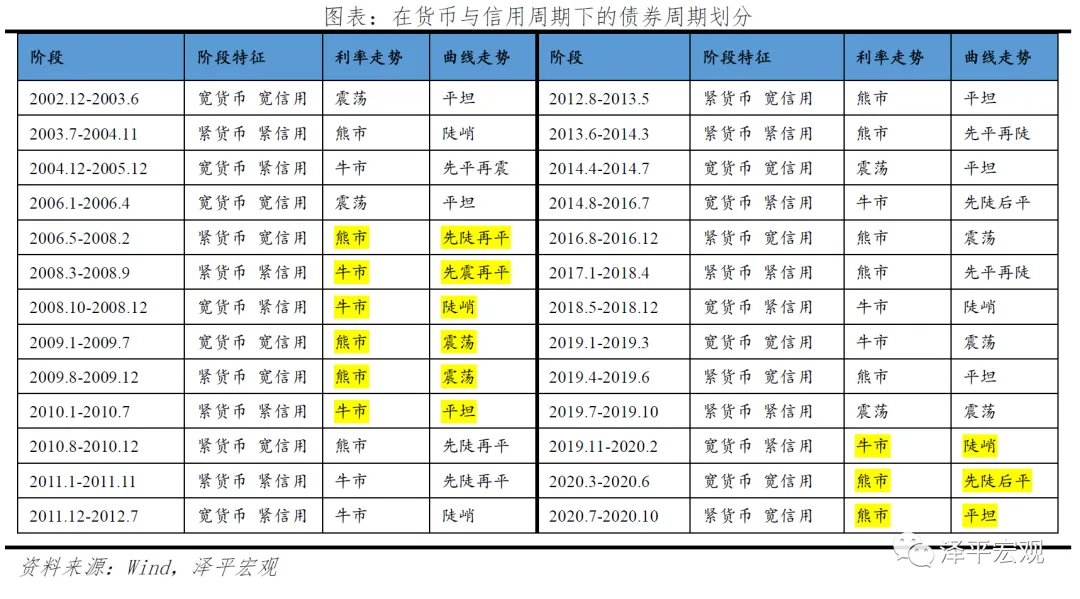 图表：在货币与信用周期下的债券周期划分
阶段 阶段特征 利率走势 曲线走势 阶段 阶段特征 利率走势 曲线走势
2002.12-2003.6 宽货币 宽信用 震荡 平坦 2012.8-2013.5 紧货币 宽信用 熊市 平坦
2003.7-2004.11 紧货币 紧信用 熊市 陡峭 2013.6-2014.3 紧货币 紧信用 熊市 先平再陡
2004.12-2005.12 宽货币 紧信用 牛市 先平再震 2014.4-2014.7 宽货币 宽信用 震荡 平坦
2006.1-2006.4 宽货币 宽信用 震荡 平坦 2014.8-2016.7 宽货币 紧信用 牛市 先陡后平
2006.5-2008.2 紧货币 宽信用 熊市 先陡再平 2016.8-2016.12 紧货币 宽信用 熊市 震荡
2008.3-2008.9 紧货币 紧信用 牛市 先震再平 2017.1-2018.4 紧货币 紧信用 熊市 先平再陡
2008.10-2008.12 宽货币 紧信用 牛市 陡峭 2018.5-2018.12 宽货币 紧信用 牛市 陡峭
2009.1-2009.7 宽货币 宽信用 熊市 震荡 2019.1-2019.3 宽货币 宽信用 牛市 震荡
2009.8-2009.12 紧货币 宽信用 熊市 震荡 2019.4-2019.6 紧货币 宽信用 熊市 平坦
2010.1-2010.7 紧货币 紧信用 牛市 平坦 2019.7-2019.10 紧货币 紧信用 震荡 震荡
2010.8-2010.12 紧货币 宽信用 熊市 先陡再平 2019.11-2020.2 宽货币 紧信用 牛市 陡峭
2011.1-2011.11 紧货币 紧信用 牛市 先陡再平 2020.3-2020.6 宽货币 宽信用 熊市 先陡后平
2011.12-2012.7 宽货币 紧信用 牛市 陡峭 2020.7-2020.10 紧货币 宽信用 熊市 平坦
泽平宏观
资料来源：Wind，泽平宏观